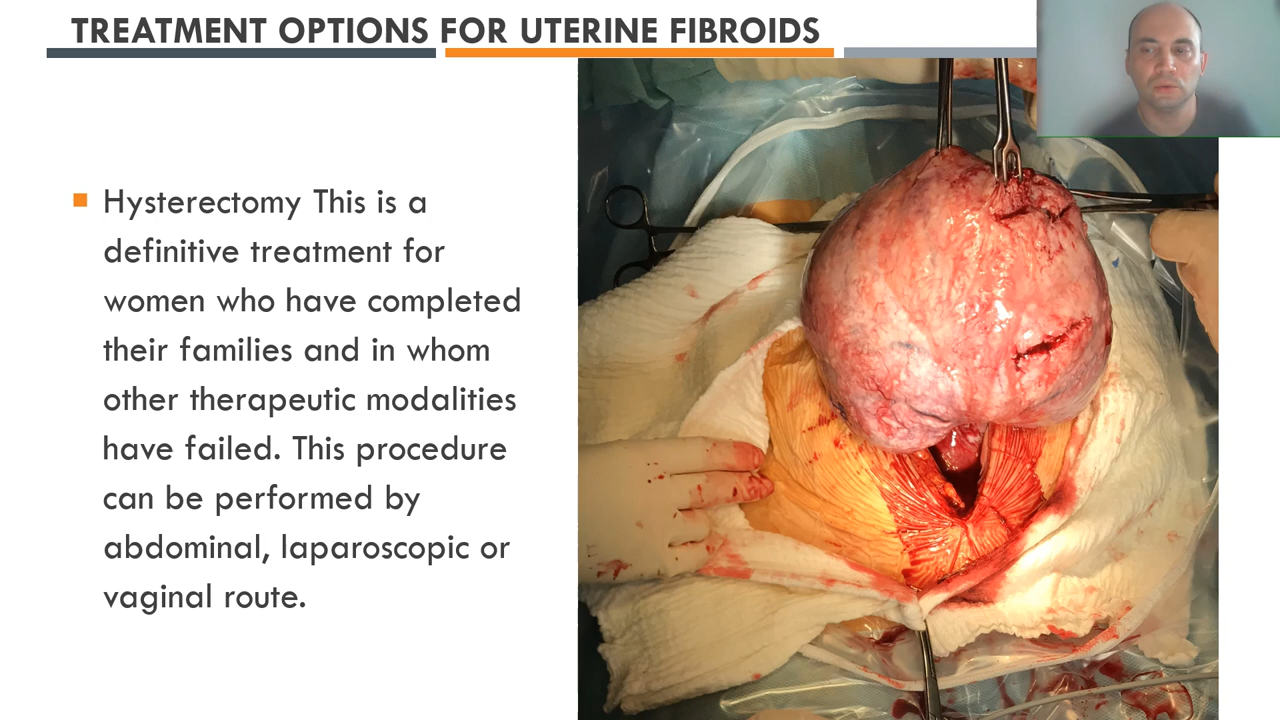 TREATMENT OPTIONS FOR UTERINE FIBROIDS
Hysterectomy This is a
definitive treatment for
women who have completed
their families and in whom
other therapeutic modalities
have failed. This procedure
can be performed by
abdominal, laparoscopic or
vaginal route.